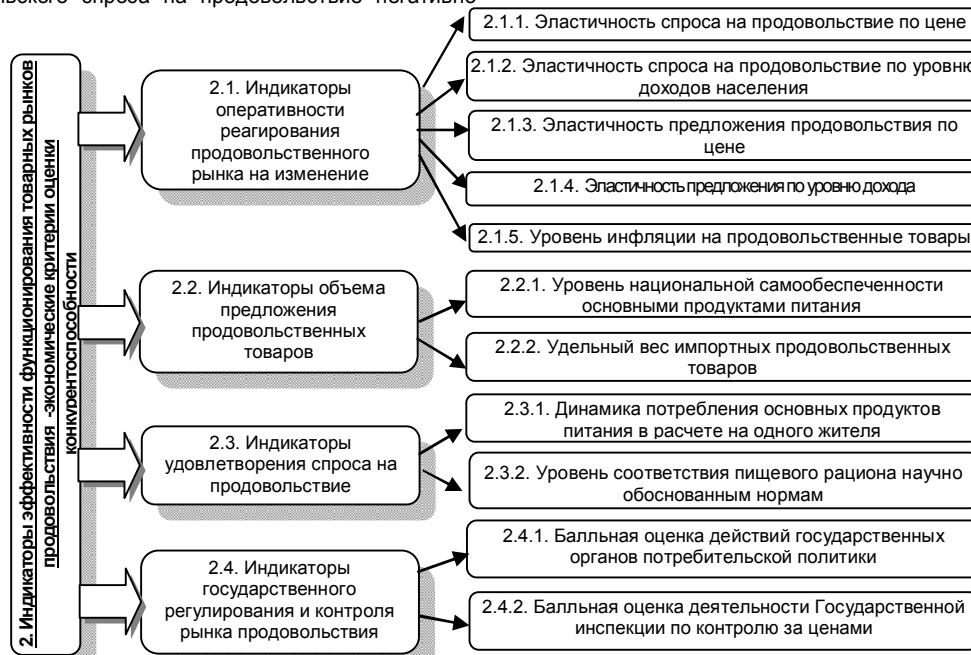 льского спроса на продовольствие негативно
2. Индикаторы эффективности функционирования товарных рынков
продовольствия -экономические критерии оценки
конкурентоспособности
2.1. Индикаторы
оперативности
реагирования
продовольственного
рынка на изменение
2.1.1. Эластичность спроса на продовольствие по цене
2.1.2. Эластичность спроса на продовольствие по уровню
доходов населения
2.1.3. Эластичность предложения продовольствия по
цене
2.1.4. Эластичность предложения по уровню дохода
2.1.5. Уровень инфляции на продовольственные товары
2.2. Индикаторы объема
предложения
продовольственных
товаров
2.2.1. Уровень национальной самообеспеченности
основными продуктами питания
2.2.2. Удельный вес импортных продовольственных
товаров
2.3. Индикаторы
удовлетворения спроса на
продовольствие
2.3.1. Динамика потребления основных продуктов
питания в расчете на одного жителя
2.3.2. Уровень соответствия пищевого рациона научно
обоснованным нормам
2.4. Индикаторы
государственного
регулирования и контроля
рынка продовольствия
2.4.1. Балльная оценка действий государственных
органов потребительской политики
2.4.2. Балльная оценка деятельности Государственной
инспекции по контролю за ценами